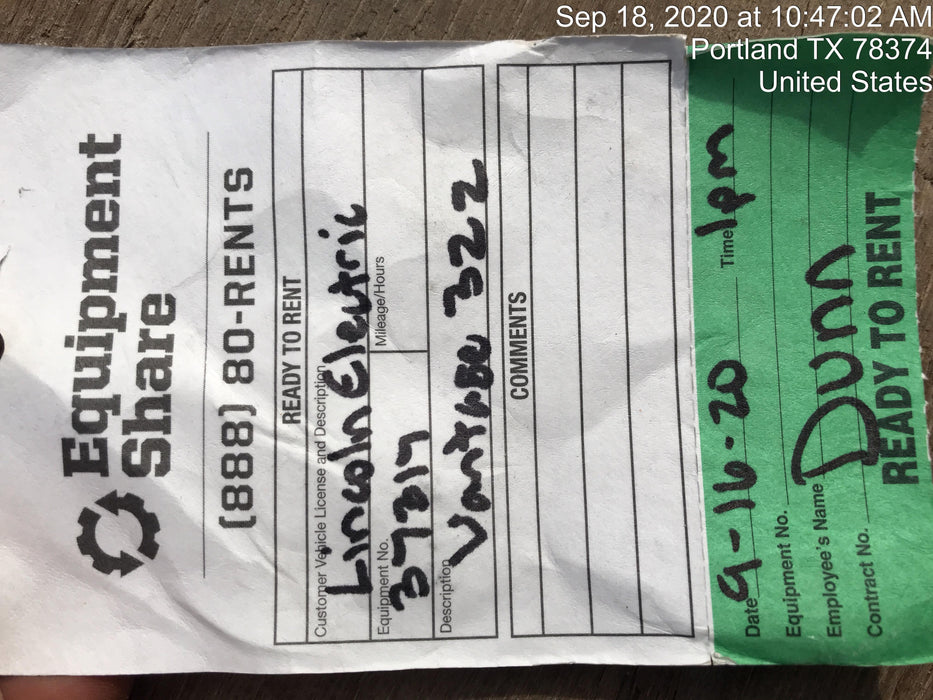 Sep 18, 2020 at 10:47:02 AM
Portland TX 78374
United States
Equipment
Share
(888) 80-RENTS
READY TO RENT
Customer Vehicle License and Description
Lincoln Electric
Equipment No.
Mileage/Hours
Description
Vantage 322
COMMENTS
Date 9-16-20 Time 1pm
Equipment No.
Employee's Name Dunn
Contract No.
READY TO RENT